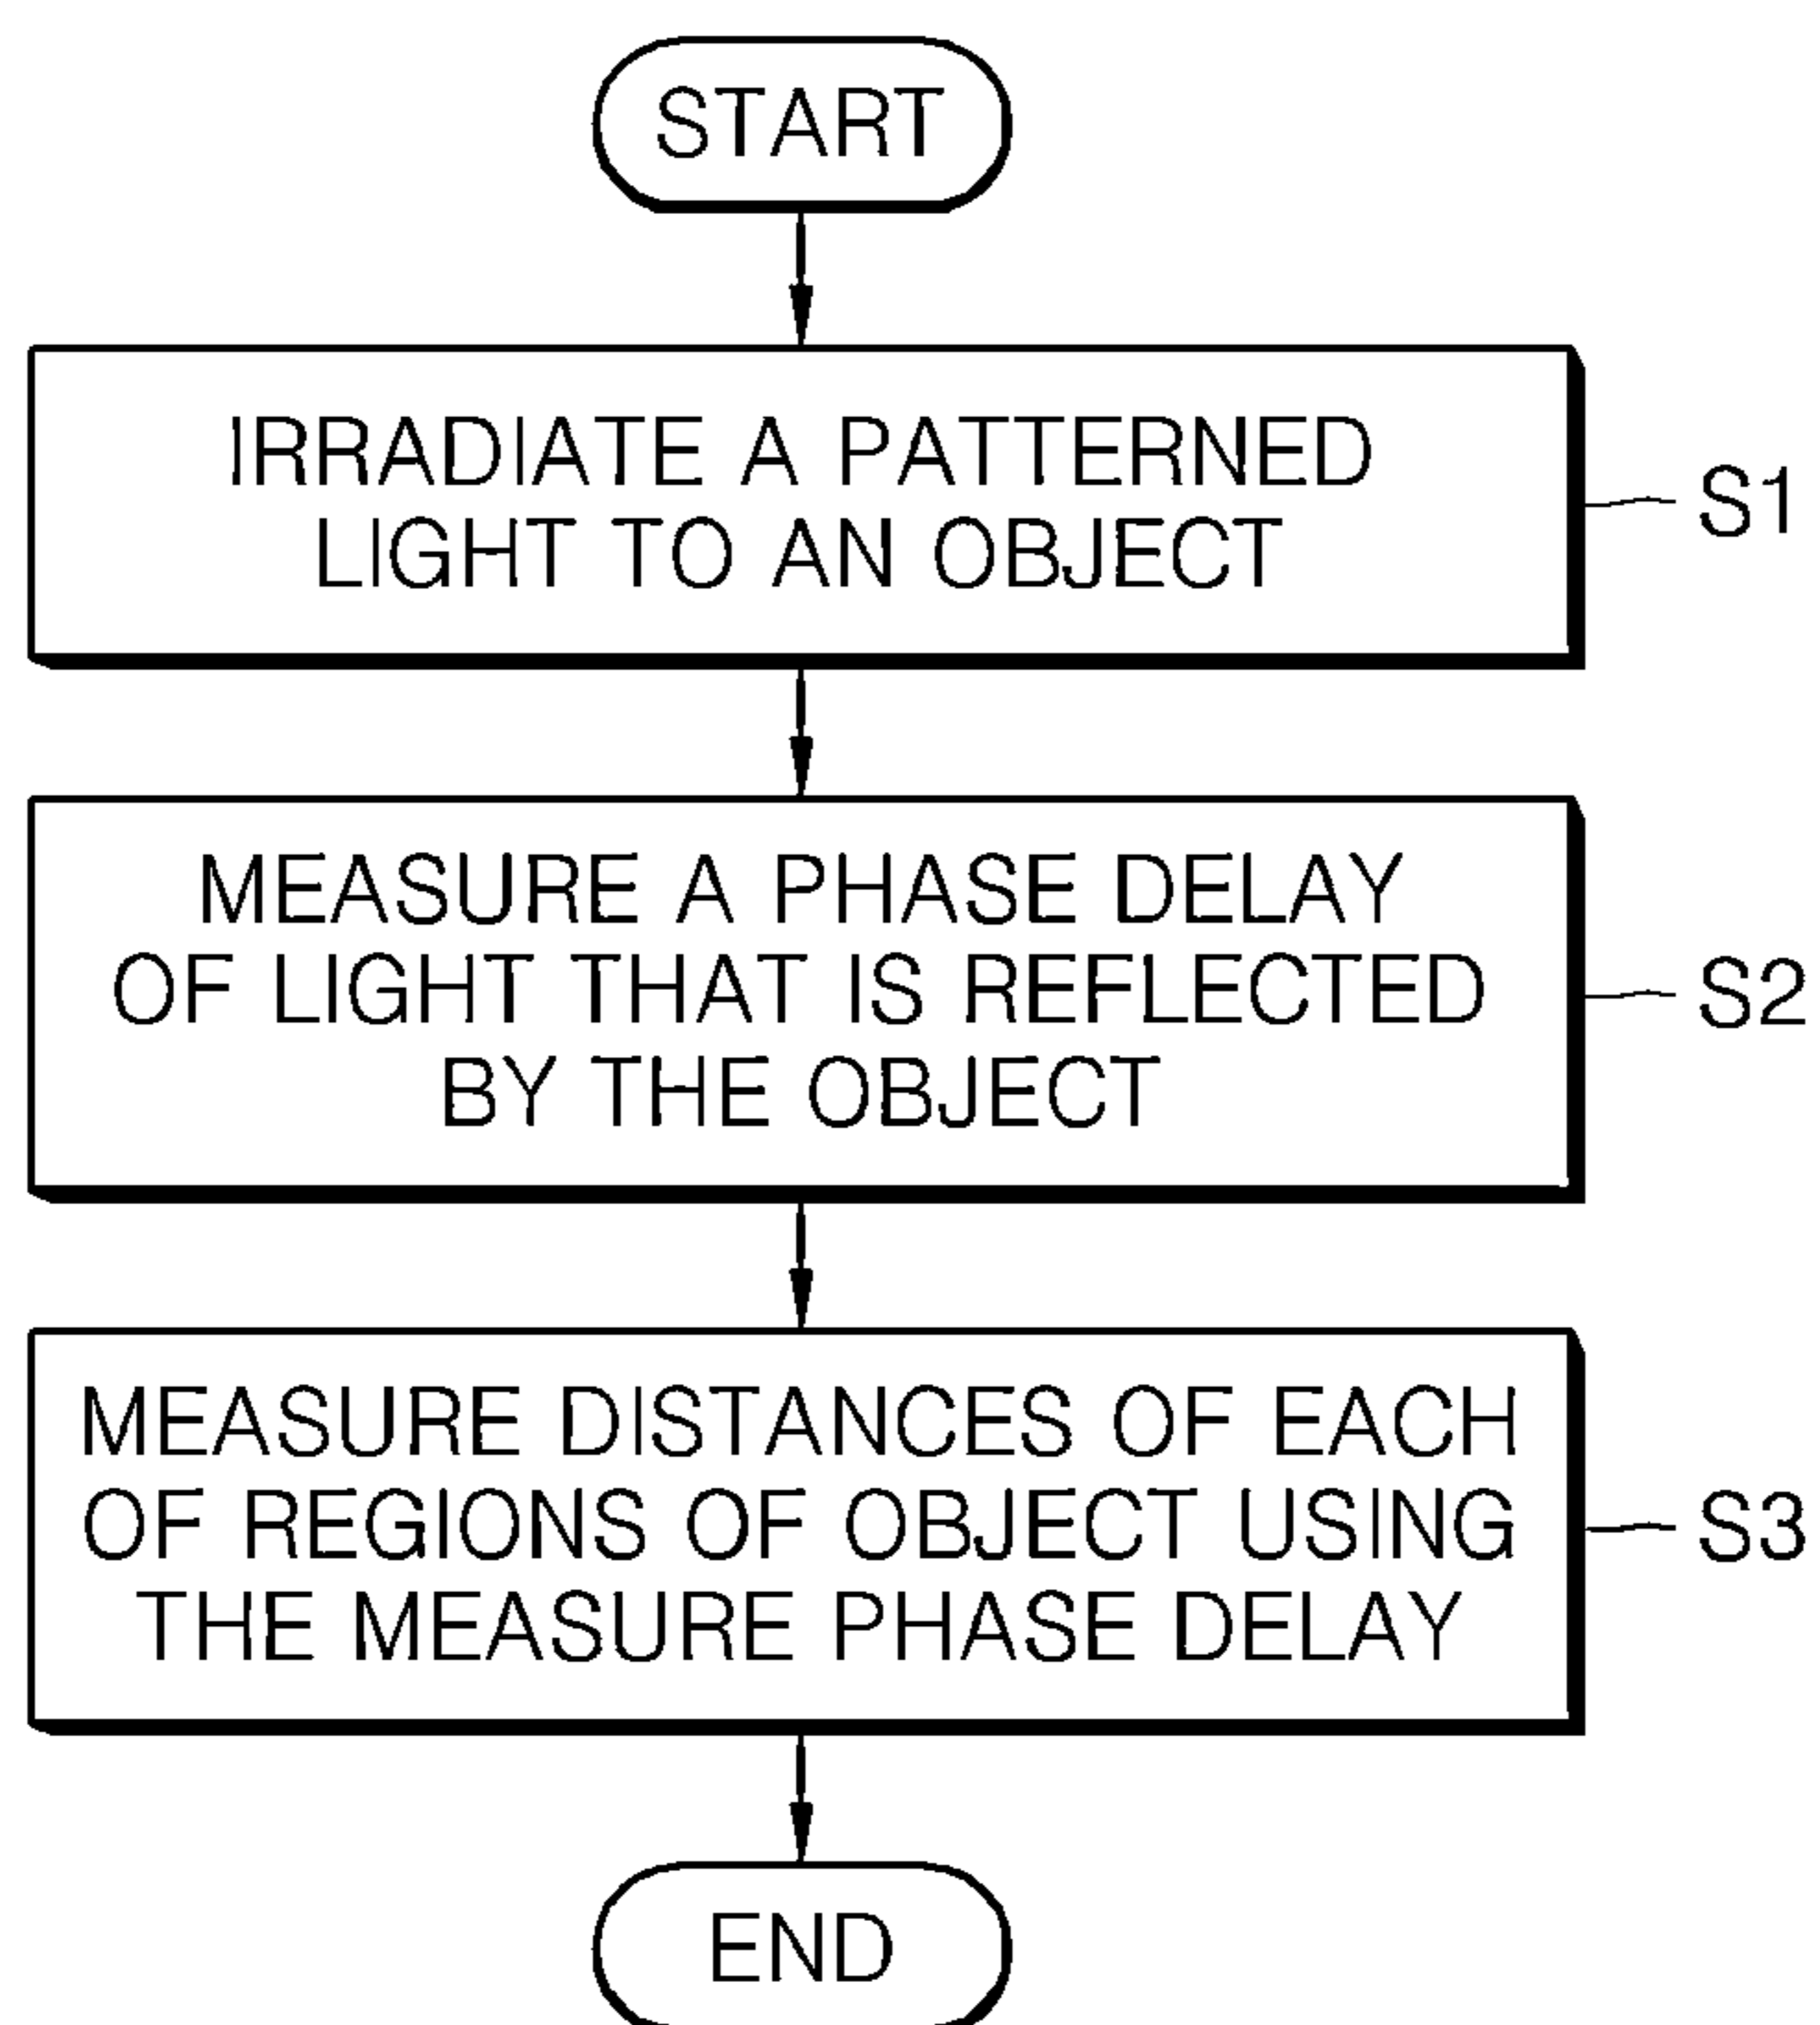 START
IRRADIATE A PATTERNED
LIGHT TO AN OBJECT
S1
MEASURE A PHASE DELAY
OF LIGHT THAT IS REFLECTED
BY THE OBJECT
S2
MEASURE DISTANCES OF EACH
OF REGIONS OF OBJECT USING
THE MEASURE PHASE DELAY
S3
END